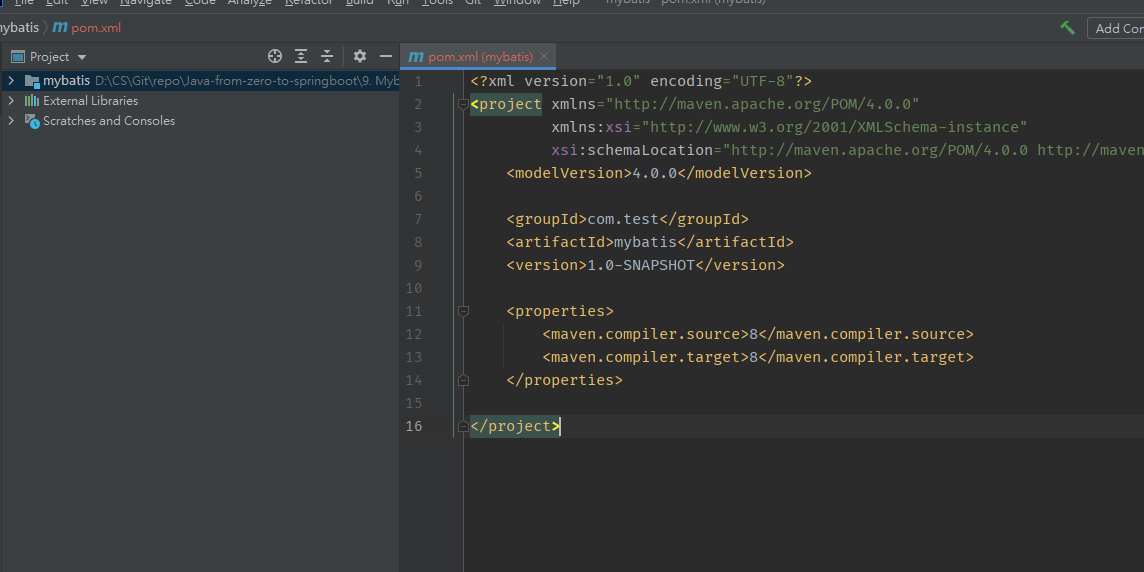 File Edit View Navigate Code Analyze Refactor Build Run Tools Git Window Help mybatis - pom.xml (mybatis)
mybatis pom.xml
Add Con
Project
pom.xml (mybatis)
mybatis D:\CS\Git\repo\Java-from-zero-to-springboot\9. Myb
External Libraries
Scratches and Consoles
1 <?xml version="1.0" encoding="UTF-8"?>
2 <project xmlns="http://maven.apache.org/POM/4.0.0"
3 xmlns:xsi="http://www.w3.org/2001/XMLSchema-instance"
4 xsi:schemaLocation="http://maven.apache.org/POM/4.0.0 http://maven
5 <modelVersion>4.0.0</modelVersion>
6
7 <groupId>com.test</groupId>
8 <artifactId>mybatis</artifactId>
9 <version>1.0-SNAPSHOT</version>
10
11 <properties>
12 <maven.compiler.source>8</maven.compiler.source>
13 <maven.compiler.target>8</maven.compiler.target>
14 </properties>
15
16 </project>